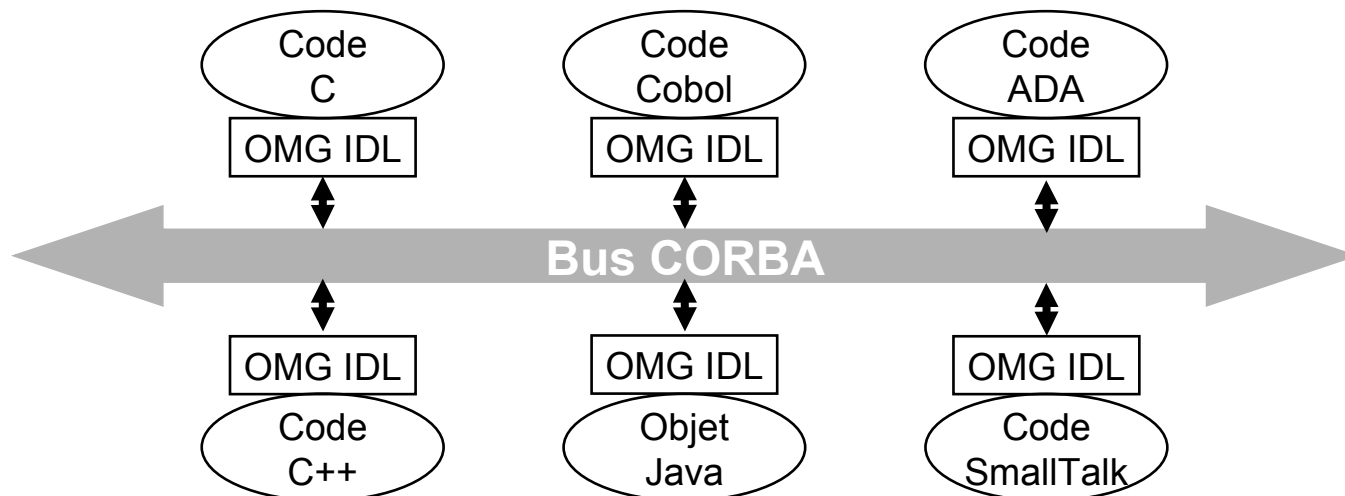 Code
C
Code
Cobol
Code
ADA
OMG IDL
OMG IDL
OMG IDL
Bus CORBA
OMG IDL
OMG IDL
OMG IDL
Code
C++
Objet
Java
Code
SmallTalk